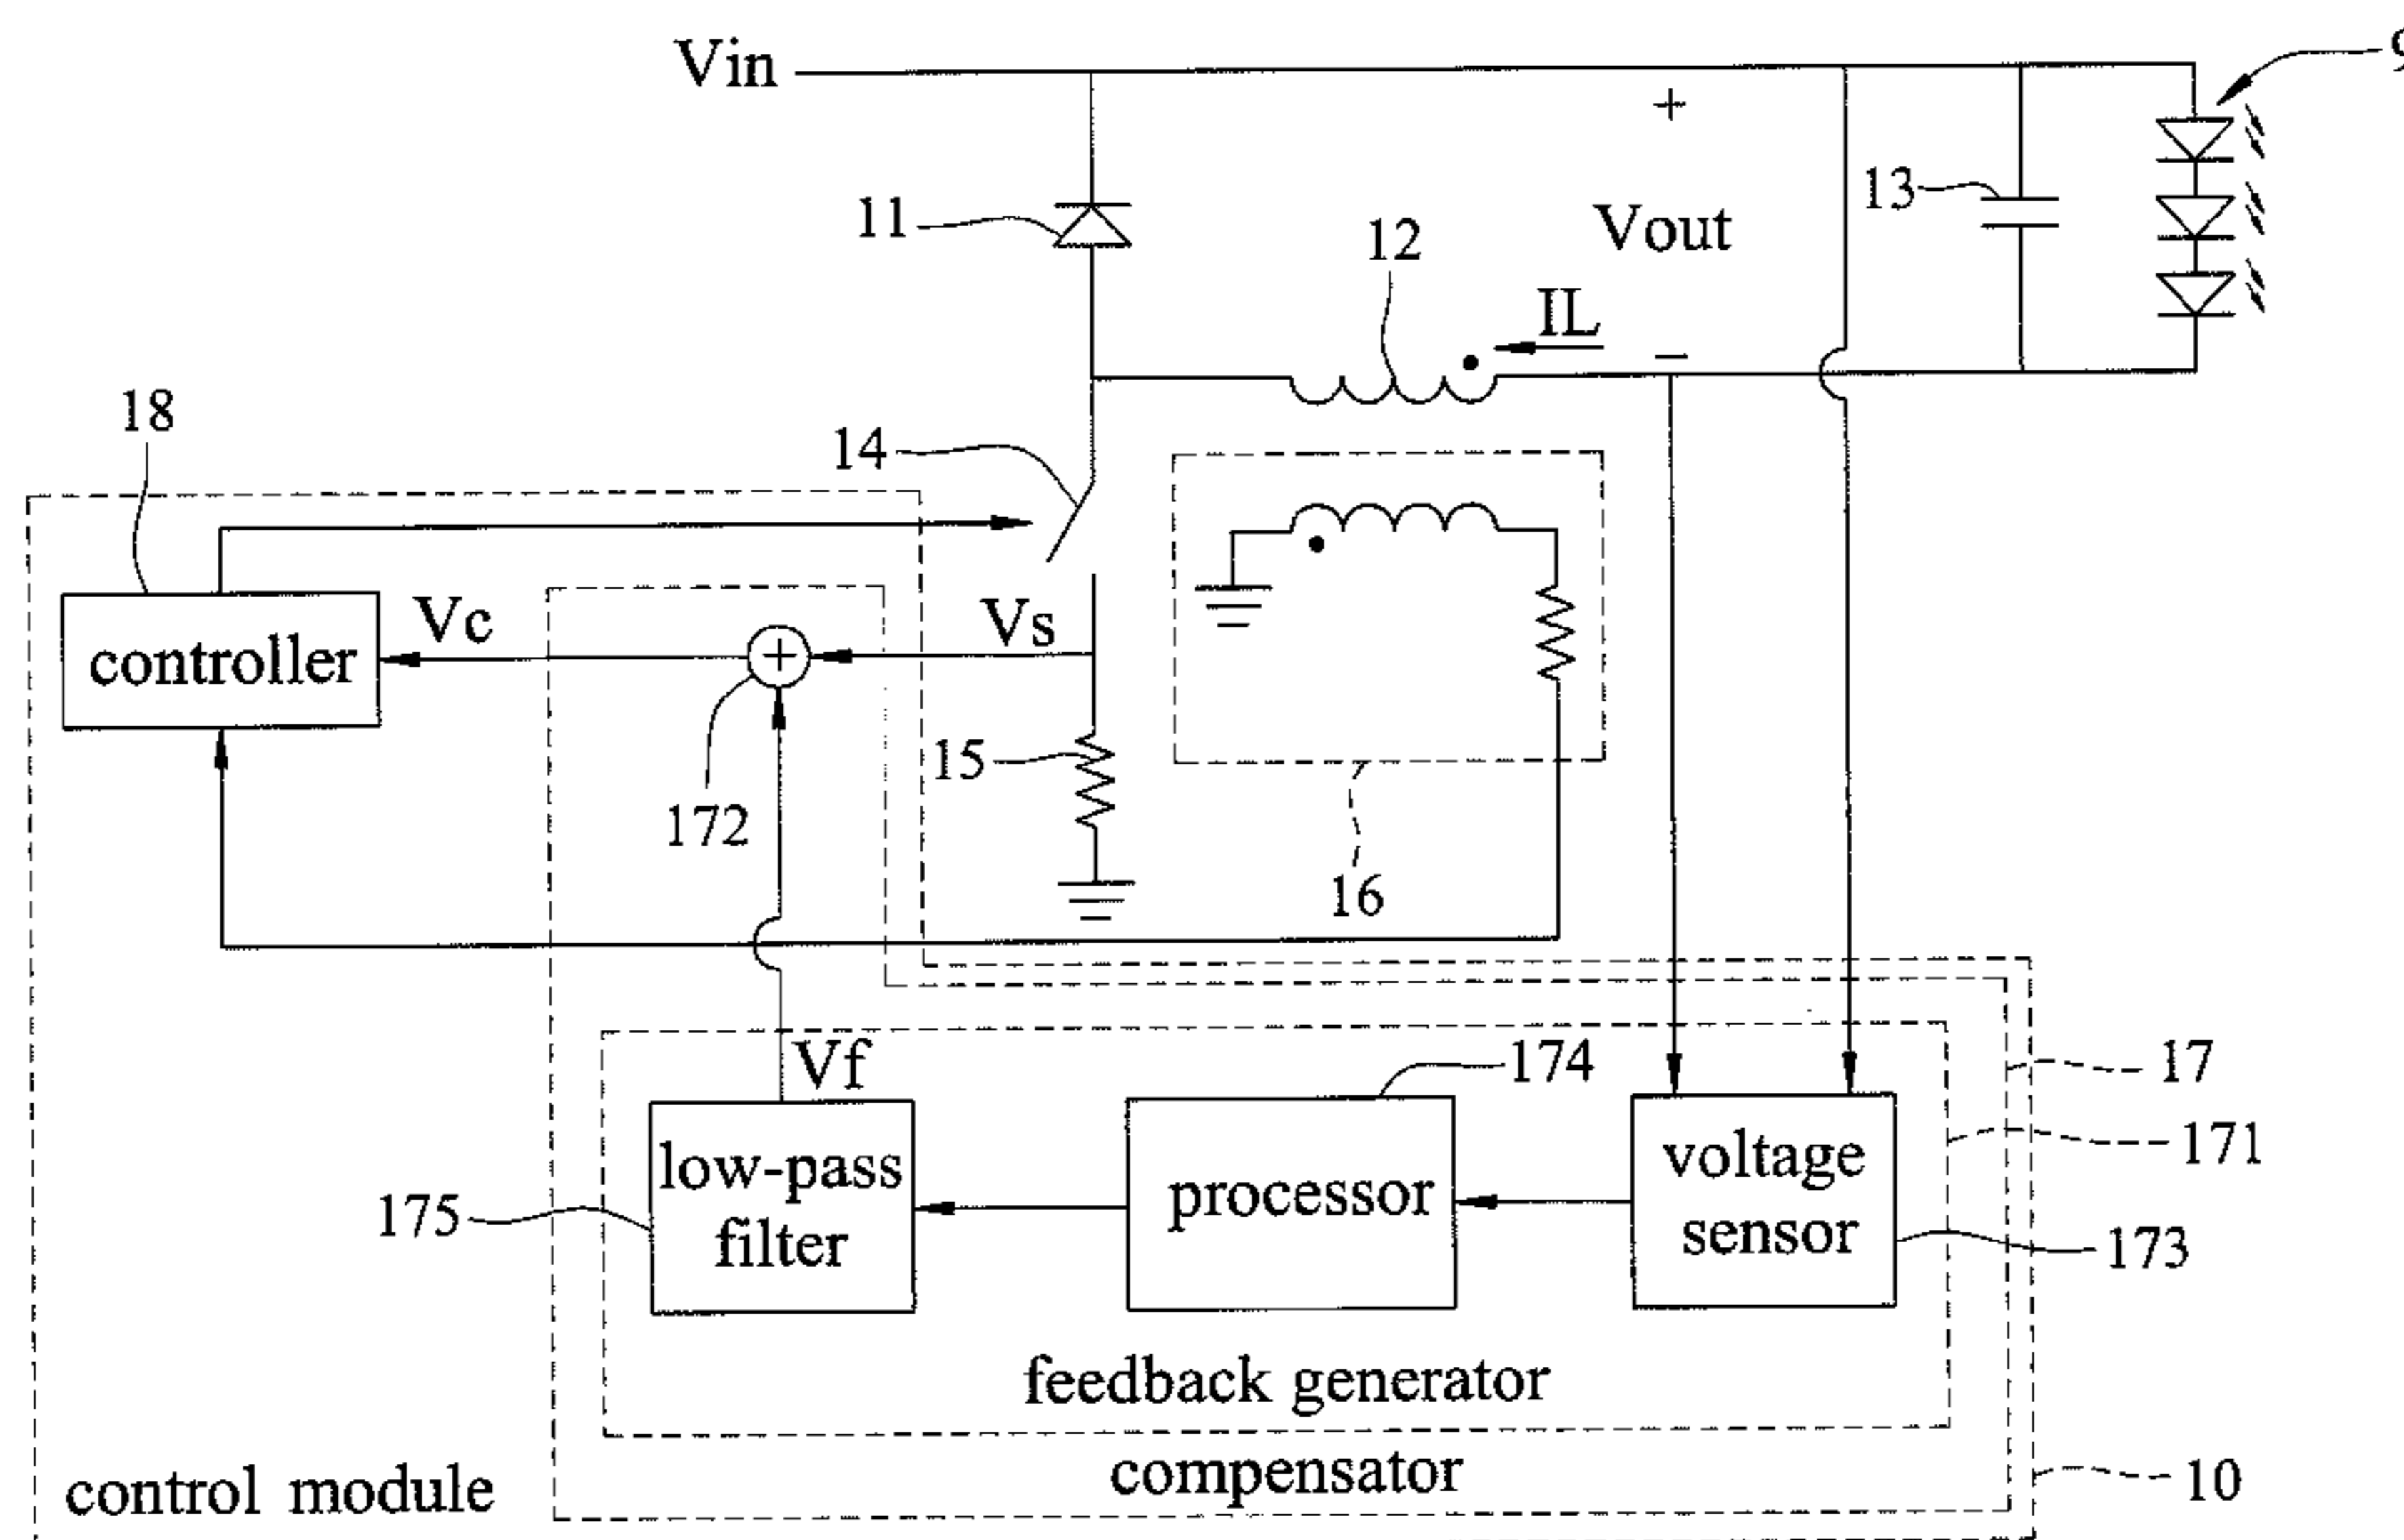 Vin
9
+
11
12
Vout
13
IL
−
18
14
controller
Vc
+
Vs
172
15
16
Vf
174
17
171
low-pass
filter
processor
voltage
sensor
175
173
feedback generator
compensator
control module
10